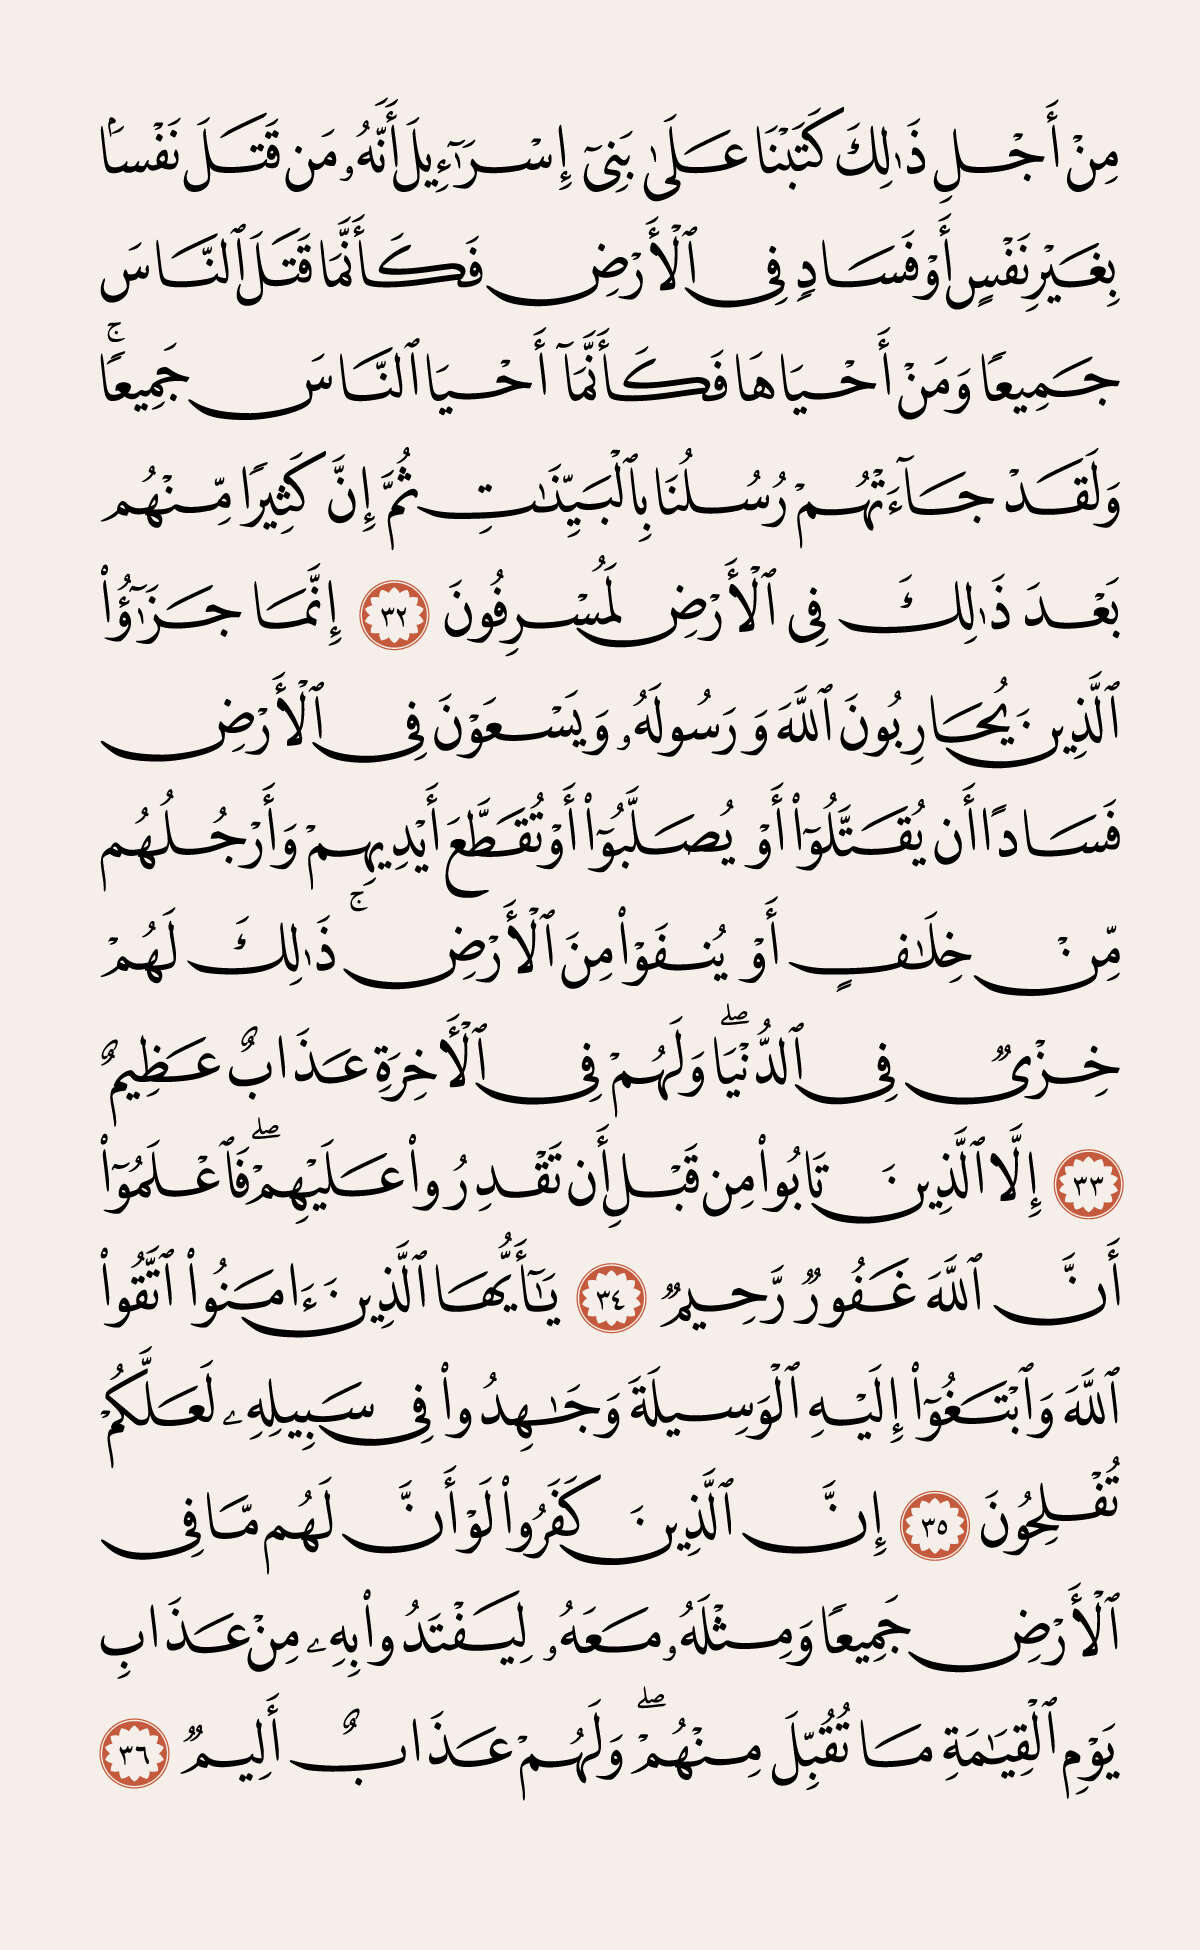 مِنْ أَجْلِ ذَٰلِكَ كَتَبْنَا عَلَىٰ بَنِىٓ إِسْرَٰٓءِيلَ أَنَّهُۥ مَن قَتَلَ نَفْسًۢا
بِغَيْرِ نَفْسٍ أَوْ فَسَادٍ فِى ٱلْأَرْضِ فَكَأَنَّمَا قَتَلَ ٱلنَّاسَ
جَمِيعًا وَمَنْ أَحْيَاهَا فَكَأَنَّمَآ أَحْيَا ٱلنَّاسَ جَمِيعًا ۚ
وَلَقَدْ جَآءَتْهُمْ رُسُلُنَا بِٱلْبَيِّنَٰتِ ثُمَّ إِنَّ كَثِيرًا مِّنْهُم
بَعْدَ ذَٰلِكَ فِى ٱلْأَرْضِ لَمُسْرِفُونَ ٣٢ إِنَّمَا جَزَٰٓؤُا۟
ٱلَّذِينَ يُحَارِبُونَ ٱللَّهَ وَرَسُولَهُۥ وَيَسْعَوْنَ فِى ٱلْأَرْضِ
فَسَادًا أَن يُقَتَّلُوٓا۟ أَوْ يُصَلَّبُوٓا۟ أَوْ تُقَطَّعَ أَيْدِيهِمْ وَأَرْجُلُهُم
مِّنْ خِلَٰفٍ أَوْ يُنفَوْا۟ مِنَ ٱلْأَرْضِ ۚ ذَٰلِكَ لَهُمْ
خِزْىٌ فِى ٱلدُّنْيَا ۖ وَلَهُمْ فِى ٱلْأَخِرَةِ عَذَابٌ عَظِيمٌ
٣٣ إِلَّا ٱلَّذِينَ تَابُوا۟ مِن قَبْلِ أَن تَقْدِرُوا۟ عَلَيْهِمْ ۖ فَٱعْلَمُوٓا۟
أَنَّ ٱللَّهَ غَفُورٌ رَّحِيمٌ ٣٤ يَٰٓأَيُّهَا ٱلَّذِينَ ءَامَنُوا۟ ٱتَّقُوا۟
ٱللَّهَ وَٱبْتَغُوٓا۟ إِلَيْهِ ٱلْوَسِيلَةَ وَجَٰهِدُوا۟ فِى سَبِيلِهِۦ لَعَلَّكُمْ
تُفْلِحُونَ ٣٥ إِنَّ ٱلَّذِينَ كَفَرُوا۟ لَوْ أَنَّ لَهُم مَّا فِى
ٱلْأَرْضِ جَمِيعًا وَمِثْلَهُۥ مَعَهُۥ لِيَفْتَدُوا۟ بِهِۦ مِنْ عَذَابِ
يَوْمِ ٱلْقِيَٰمَةِ مَا تُقُبِّلَ مِنْهُمْ ۖ وَلَهُمْ عَذَابٌ أَلِيمٌ ٣٦